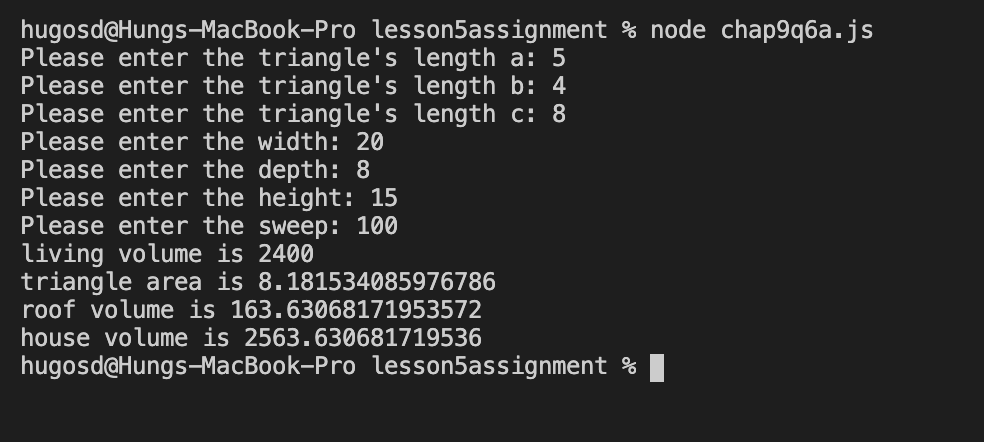 hugosd@Hungs-MacBook-Pro lesson5assignment % node chap9q6a.js
Please enter the triangle's length a: 5
Please enter the triangle's length b: 4
Please enter the triangle's length c: 8
Please enter the width: 20
Please enter the depth: 8
Please enter the height: 15
Please enter the sweep: 100
living volume is 2400
triangle area is 8.181534085976786
roof volume is 163.63068171953572
house volume is 2563.630681719536
hugosd@Hungs-MacBook-Pro lesson5assignment %